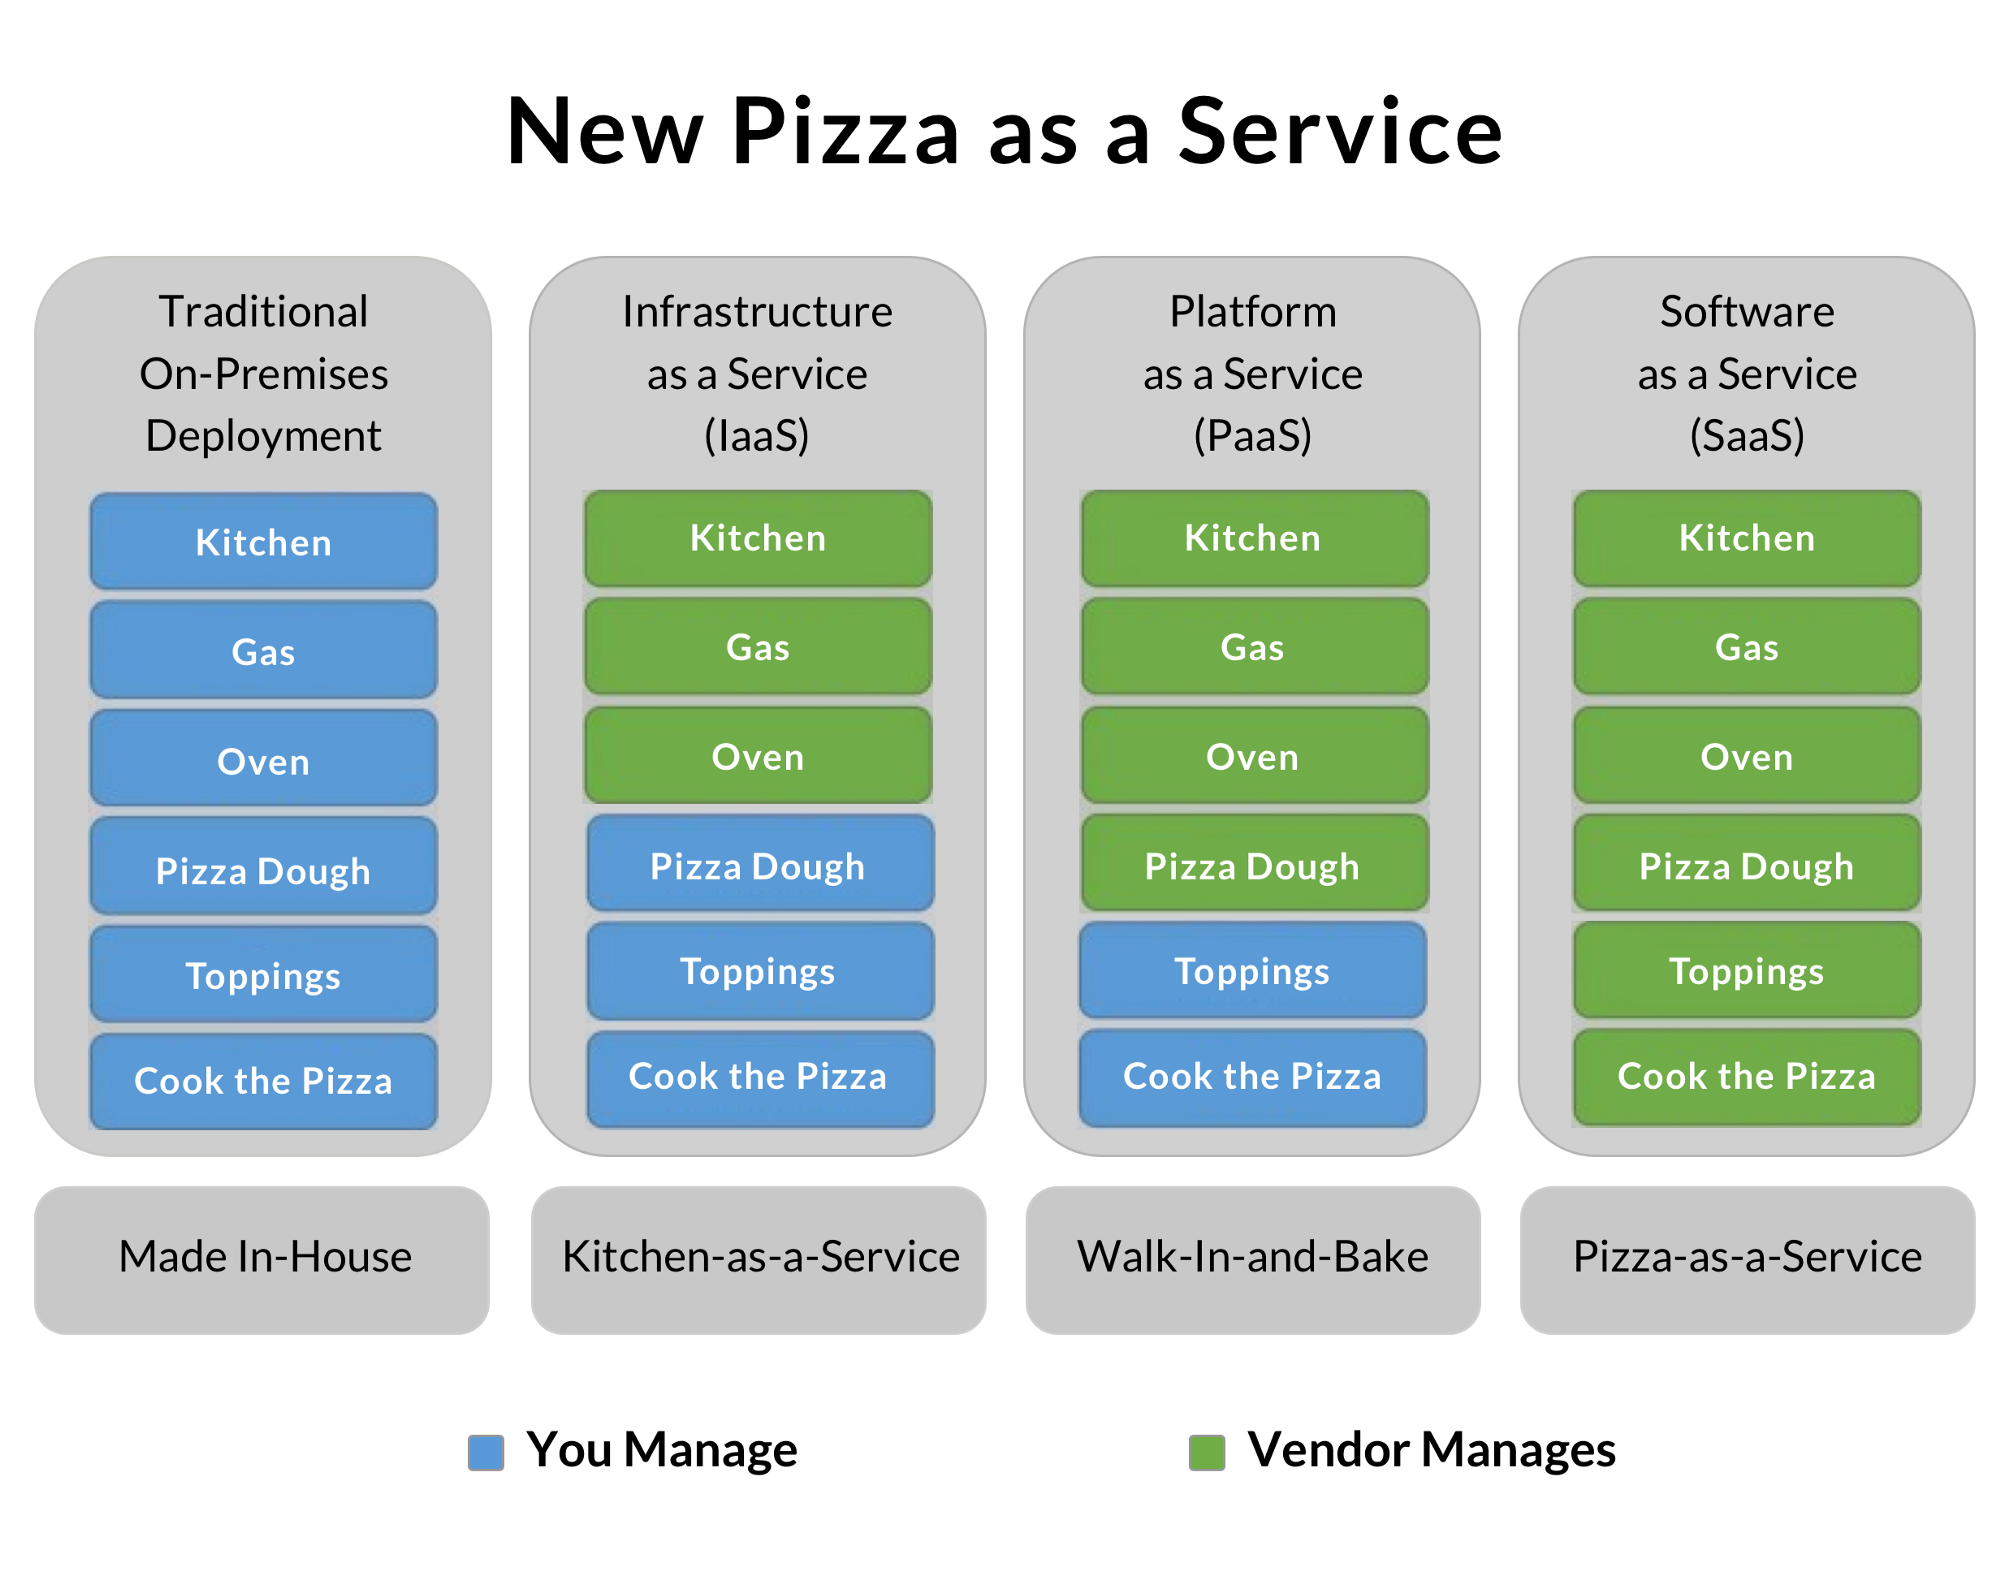 New Pizza as a Service
Traditional
On-Premises
Deployment
Kitchen
Gas
Oven
Pizza Dough
Toppings
Cook the Pizza
Made In-House
Infrastructure
as a Service
(IaaS)
Kitchen
Gas
Oven
Pizza Dough
Toppings
Cook the Pizza
Kitchen-as-a-Service
Platform
as a Service
(PaaS)
Kitchen
Gas
Oven
Pizza Dough
Toppings
Cook the Pizza
Walk-In-and-Bake
Software
as a Service
(SaaS)
Kitchen
Gas
Oven
Pizza Dough
Toppings
Cook the Pizza
Pizza-as-a-Service
You Manage
Vendor Manages